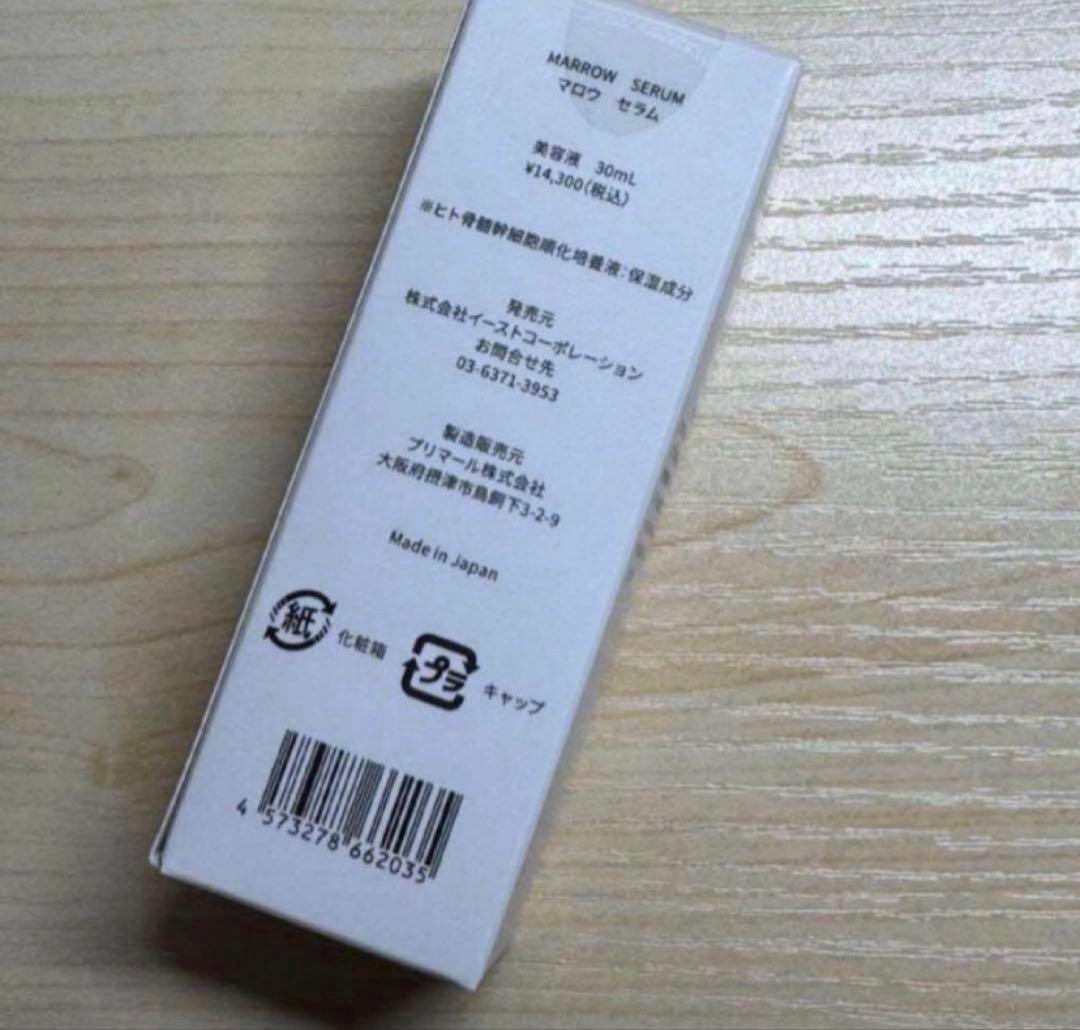 MARROW SERUM
マロウ セラム
美容液 30mL
¥14,300(税込)
※ヒト骨髄幹細胞順化培養液:保湿成分
発売元
株式会社イーストコーポレーション
お問合せ先
03-6371-3953
製造販売元
プリマール株式会社
大阪府摂津市鳥飼下3-2-9
Made in Japan
紙 化粧箱
プラ キャップ
4 573278 662035